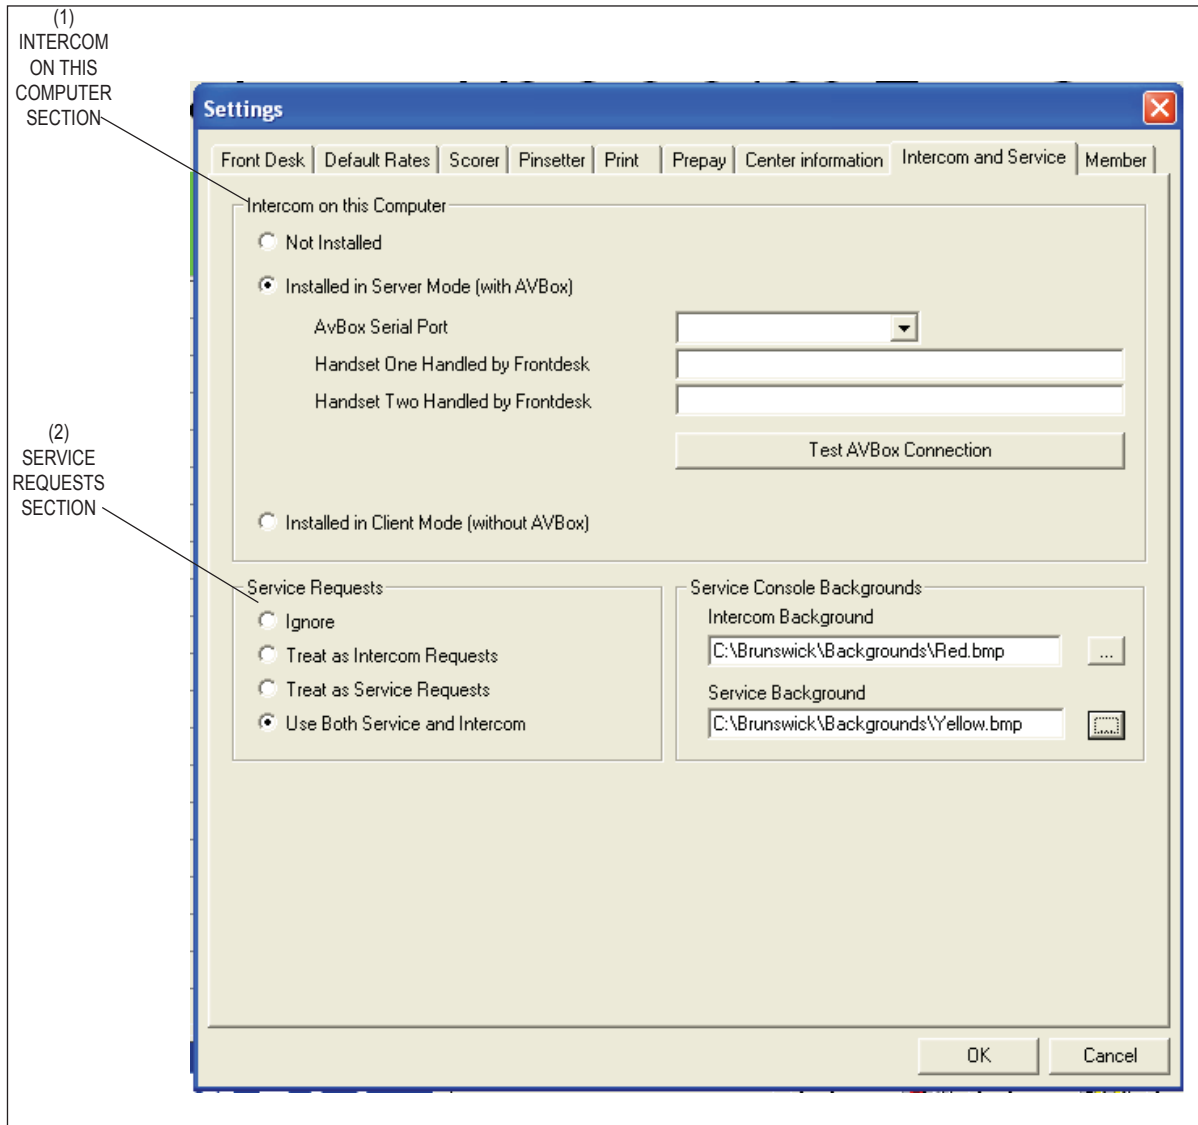 (1)
INTERCOM
ON THIS
COMPUTER
SECTION
Settings
Front Desk
Default Rates
Scorer
Pinsetter
Print
Prepay
Center information
Intercom and Service
Member
Intercom on this Computer
Not Installed
Installed in Server Mode (with AVBox)
AvBox Serial Port
Handset One Handled by Frontdesk
Handset Two Handled by Frontdesk
Test AVBox Connection
Installed in Client Mode (without AVBox)
(2)
SERVICE
REQUESTS
SECTION
Service Requests
Ignore
Treat as Intercom Requests
Treat as Service Requests
Use Both Service and Intercom
Service Console Backgrounds
Intercom Background
C:\Brunswick\Backgrounds\Red.bmp
...
Service Background
C:\Brunswick\Backgrounds\Yellow.bmp
...
OK
Cancel